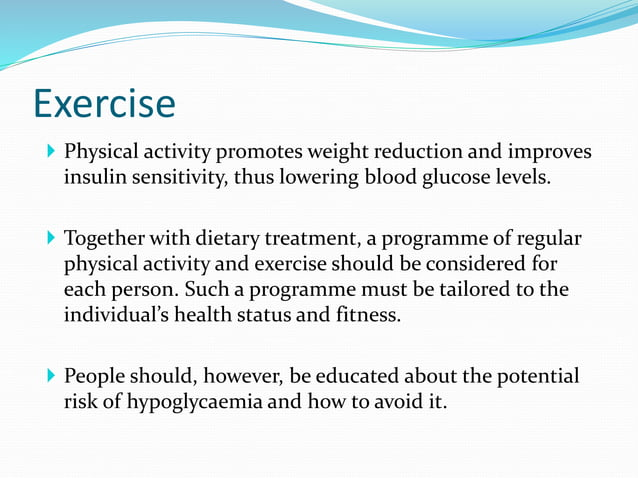 Exercise
Physical activity promotes weight reduction and improves
insulin sensitivity, thus lowering blood glucose levels.
Together with dietary treatment, a programme of regular
physical activity and exercise should be considered for
each person. Such a programme must be tailored to the
individual’s health status and fitness.
People should, however, be educated about the potential
risk of hypoglycaemia and how to avoid it.